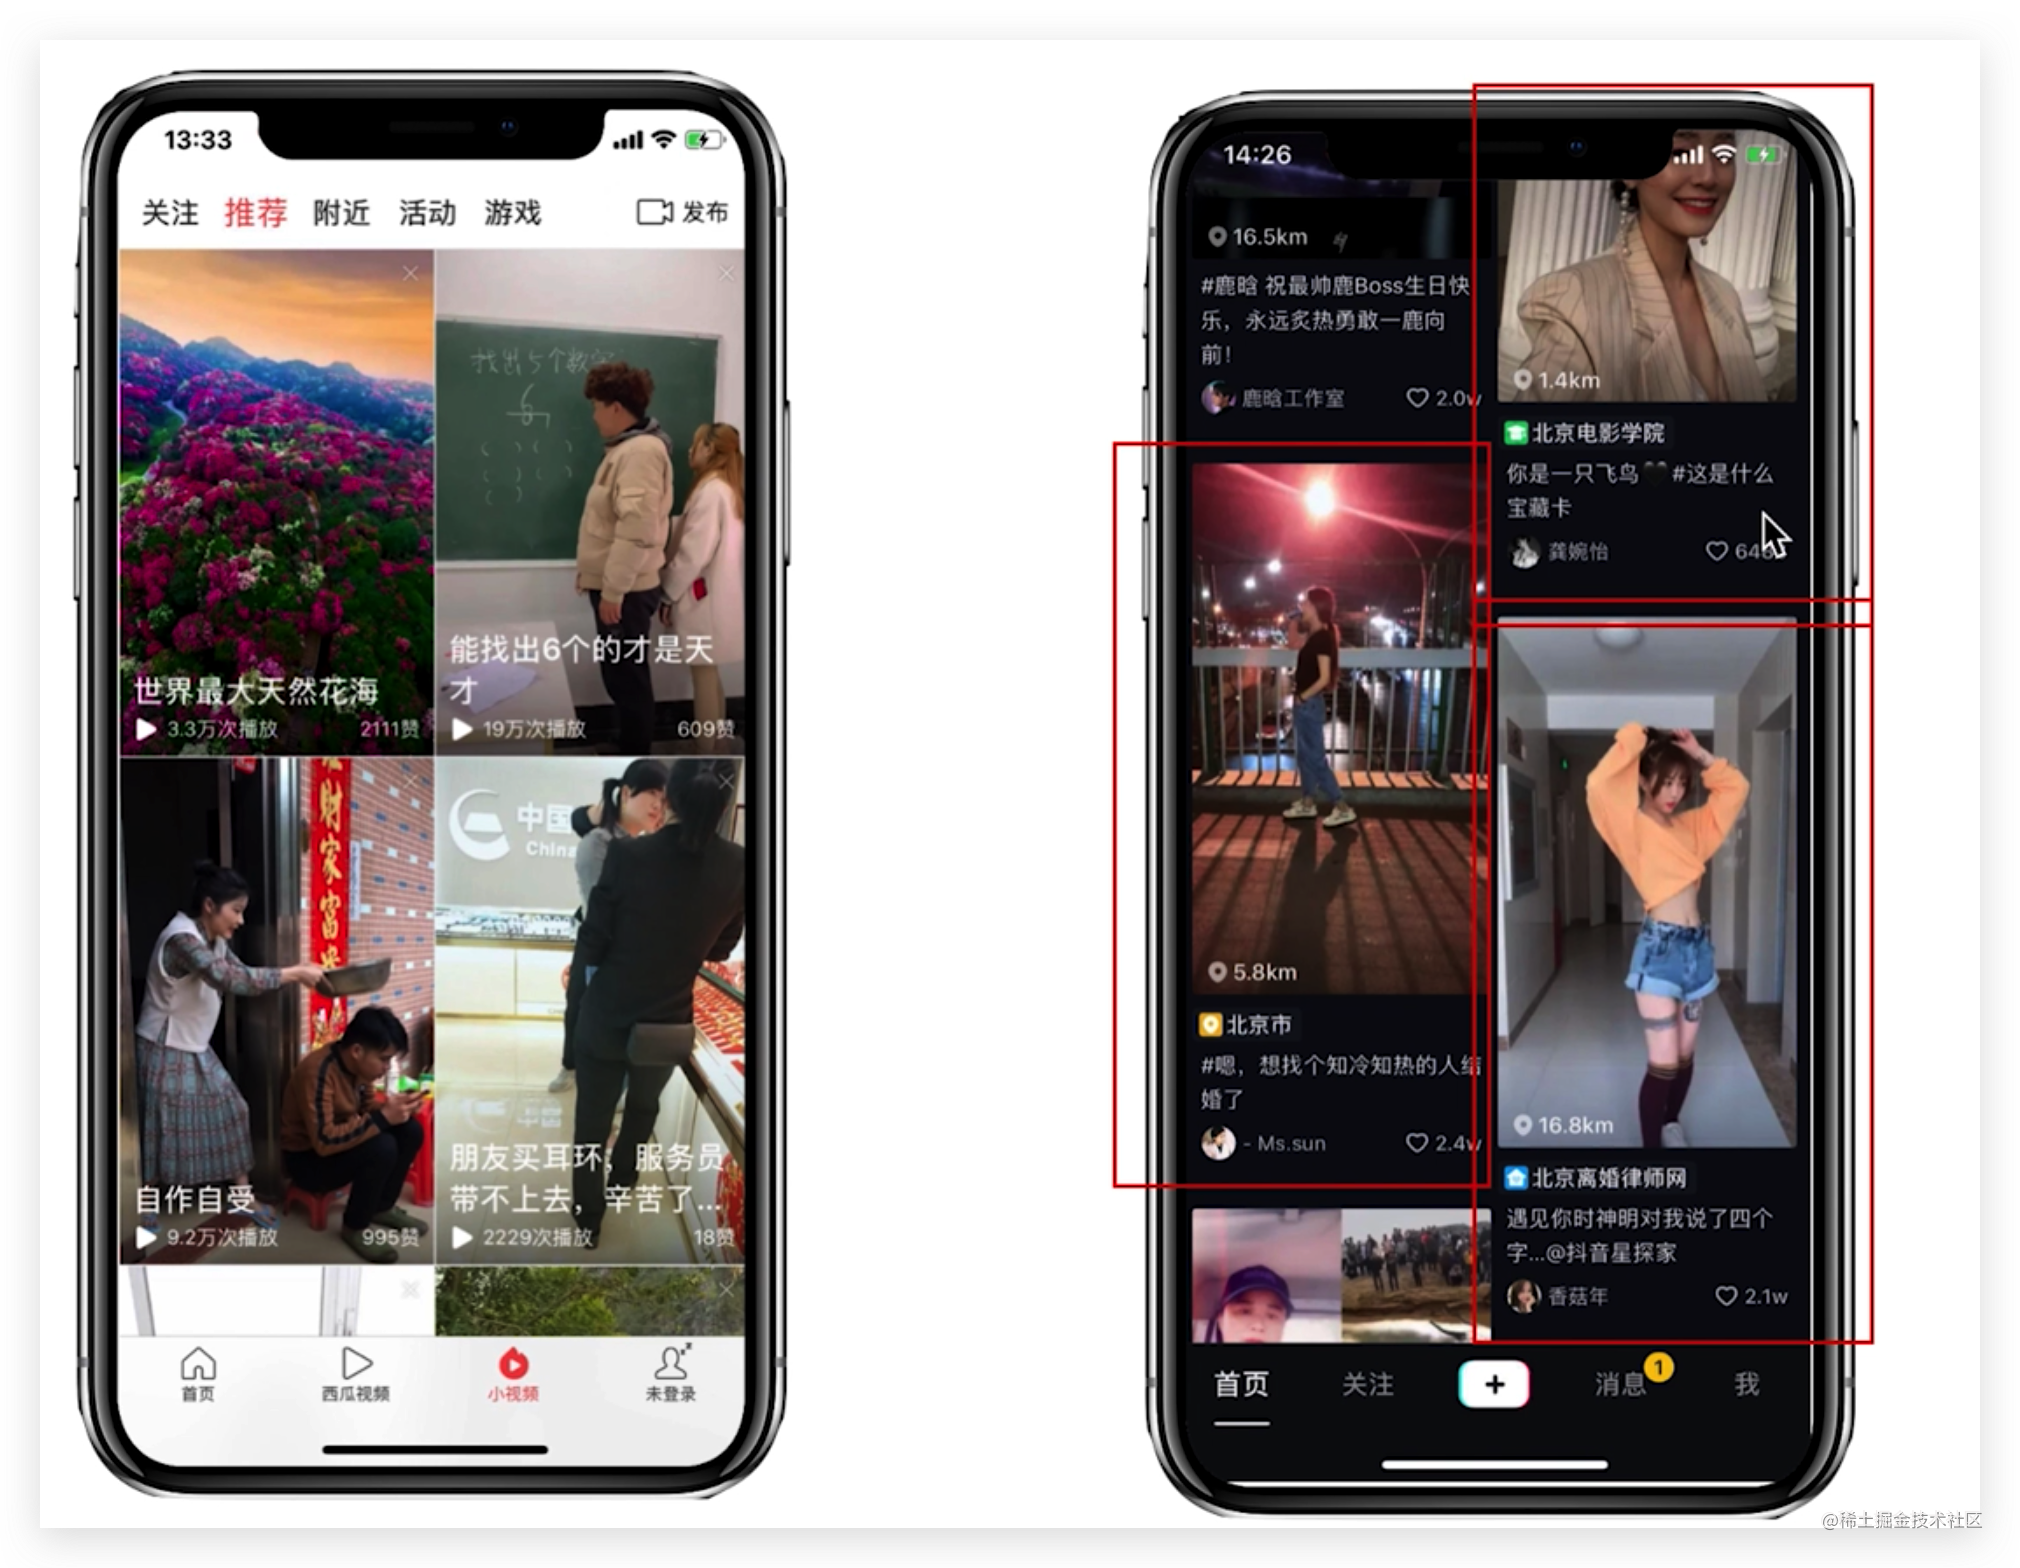 13:33
关注 推荐 附近 活动 游戏 发布
找出5个数字
6
能找出6个的才是天
才
世界最大天然花海
3.3万次播放 2111赞
19万次播放 609赞
财家富
中国
China
自作自受
9.2万次播放 995赞
朋友买耳环，服务员
带不上去，辛苦了...
2229次播放 18赞
首页 西瓜视频 小视频 未登录
14:26
16.5km
#鹿晗 祝最帅鹿Boss生日快
乐，永远炙热勇敢一鹿向
前！
鹿晗工作室 2.0w
5.8km
北京市
#嗯，想找个知冷知热的人结
婚了
- Ms.sun 2.4w
1.4km
北京电影学院
你是一只飞鸟🖤#这是什么
宝藏卡
龚婉怡
16.8km
北京离婚律师网
遇见你时神明对我说了四个
字...@抖音星探家
香菇年 2.1w
首页 关注 + 消息 1 我
@稀土掘金技术社区